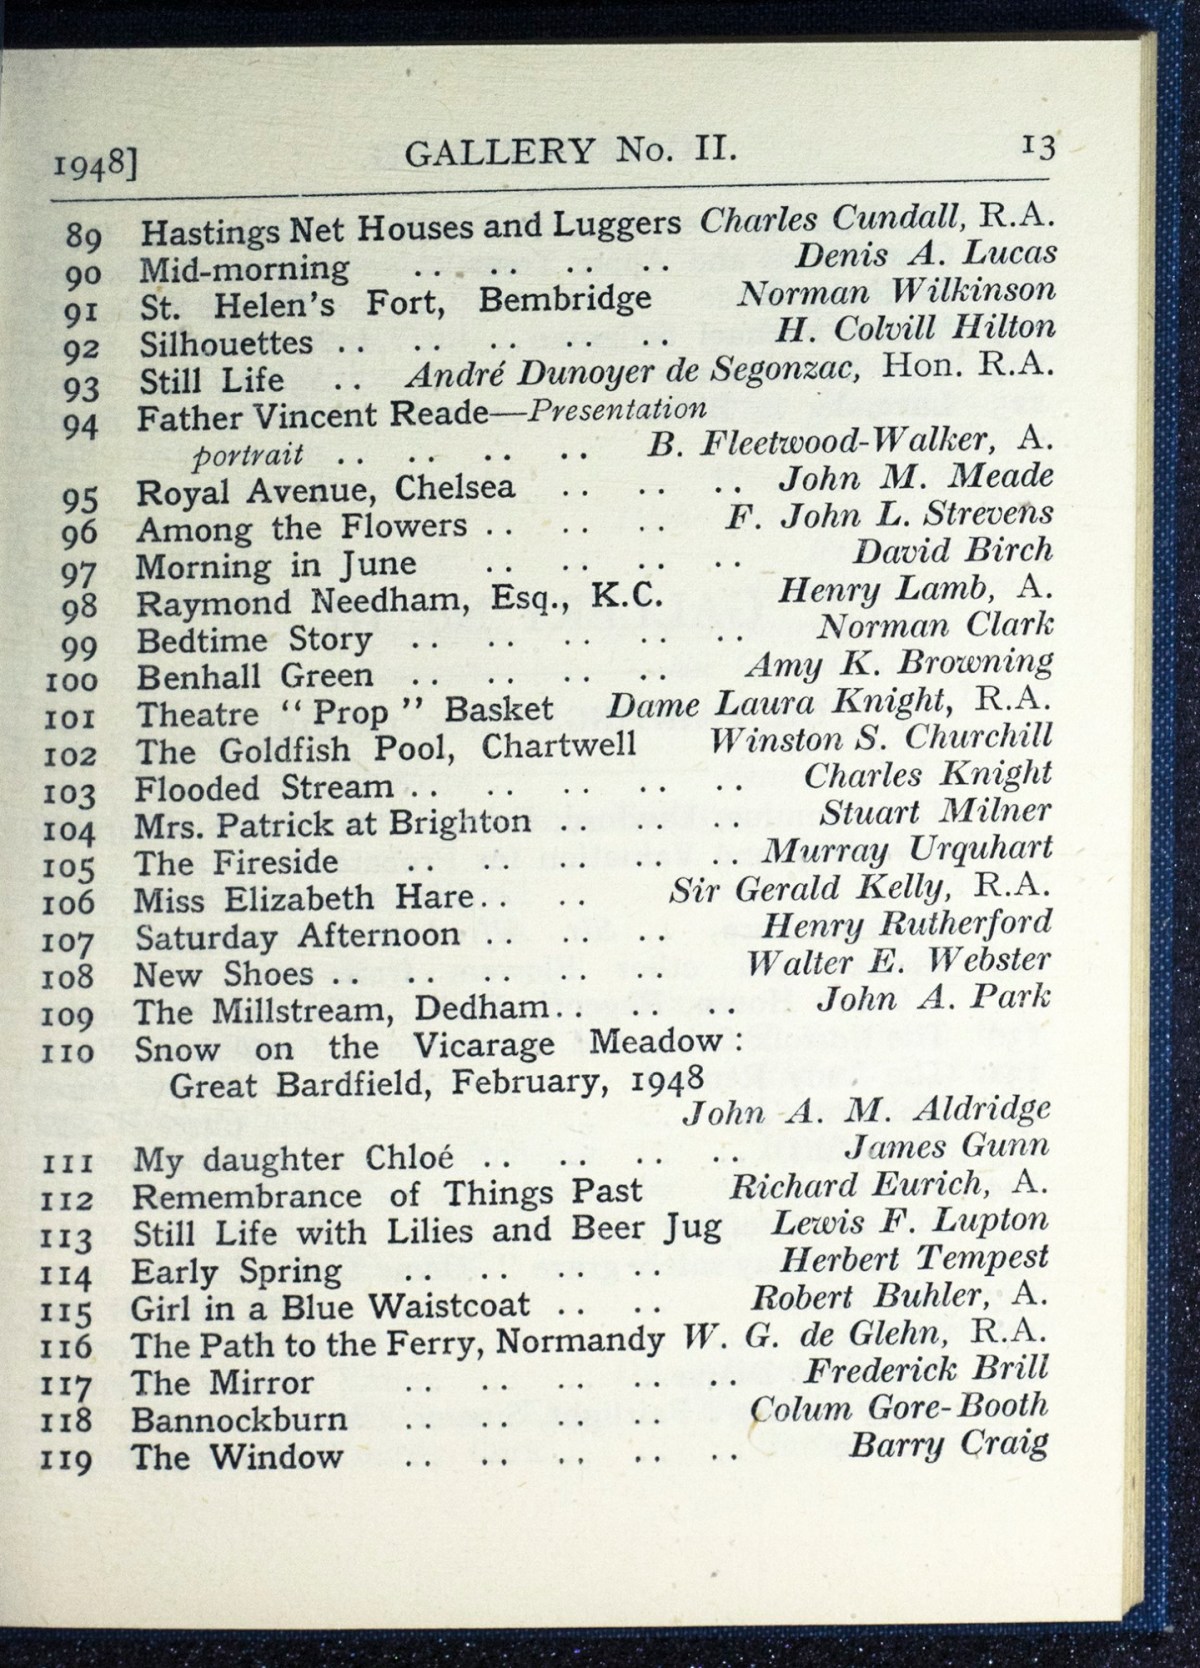 1948] GALLERY No. II. 13
89 Hastings Net Houses and Luggers Charles Cundall, R.A.
90 Mid-morning .. .. .. .. Denis A. Lucas
91 St. Helen's Fort, Bembridge Norman Wilkinson
92 Silhouettes .. .. .. .. .. H. Colvill Hilton
93 Still Life .. André Dunoyer de Segonzac, Hon. R.A.
94 Father Vincent Reade—Presentation
portrait .. .. .. .. B. Fleetwood-Walker, A.
95 Royal Avenue, Chelsea .. .. .. John M. Meade
96 Among the Flowers .. .. .. F. John L. Strevens
97 Morning in June .. .. .. .. David Birch
98 Raymond Needham, Esq., K.C. Henry Lamb, A.
99 Bedtime Story .. .. .. .. .. Norman Clark
100 Benhall Green .. .. .. .. Amy K. Browning
101 Theatre “Prop” Basket Dame Laura Knight, R.A.
102 The Goldfish Pool, Chartwell Winston S. Churchill
103 Flooded Stream .. .. .. .. .. Charles Knight
104 Mrs. Patrick at Brighton .. .. .. Stuart Milner
105 The Fireside .. .. .. .. .. Murray Urquhart
106 Miss Elizabeth Hare .. .. Sir Gerald Kelly, R.A.
107 Saturday Afternoon .. .. .. Henry Rutherford
108 New Shoes .. .. .. .. .. Walter E. Webster
109 The Millstream, Dedham .. .. .. John A. Park
110 Snow on the Vicarage Meadow :
Great Bardfield, February, 1948
John A. M. Aldridge
111 My daughter Chloé .. .. .. .. James Gunn
112 Remembrance of Things Past Richard Eurich, A.
113 Still Life with Lilies and Beer Jug Lewis F. Lupton
114 Early Spring .. .. .. .. Herbert Tempest
115 Girl in a Blue Waistcoat .. .. Robert Buhler, A.
116 The Path to the Ferry, Normandy W. G. de Glehn, R.A.
117 The Mirror .. .. .. .. .. Frederick Brill
118 Bannockburn .. .. .. .. Colum Gore-Booth
119 The Window .. .. .. .. .. Barry Craig